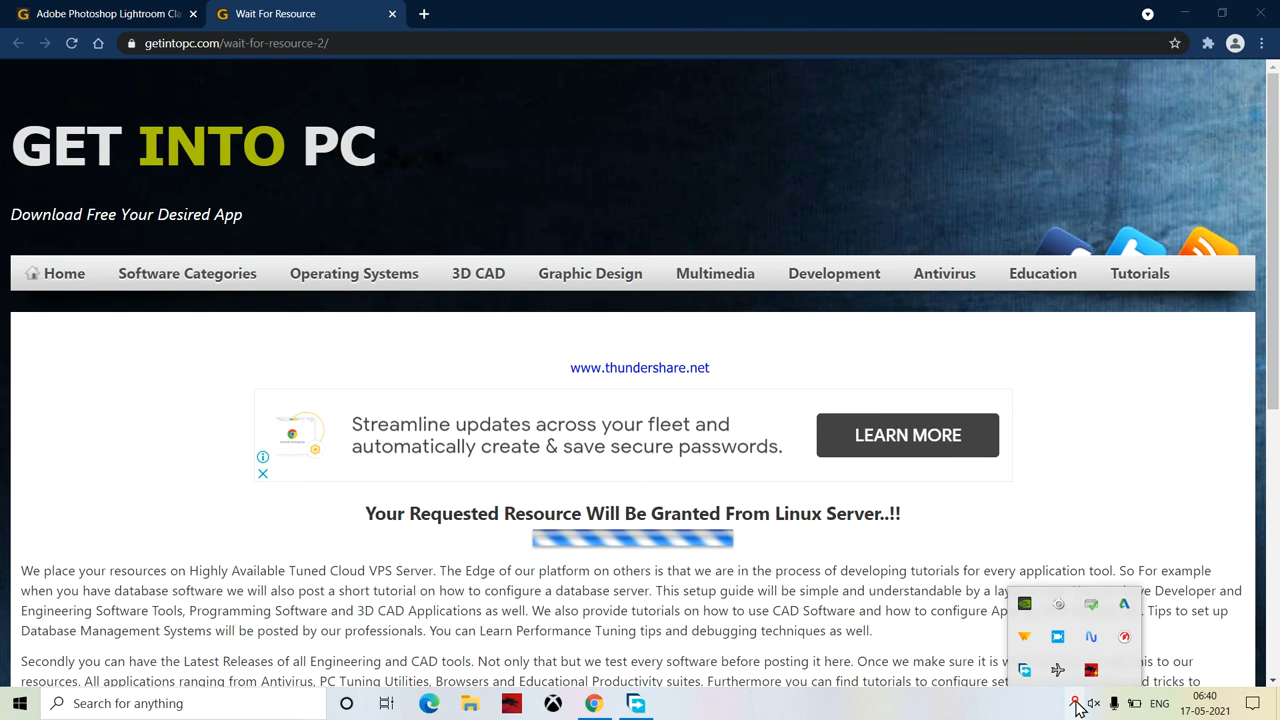 Adobe Photoshop Lightroom Cla
Wait For Resource
getintopc.com/wait-for-resource-2/
GET INTO PC
Download Free Your Desired App
Home Software Categories Operating Systems 3D CAD Graphic Design Multimedia Development Antivirus Education Tutorials
www.thundershare.net
Streamline updates across your fleet and
automatically create & save secure passwords.
LEARN MORE
Your Requested Resource Will Be Granted From Linux Server..!!
We place your resources on Highly Available Tuned Cloud VPS Server. The Edge of our platform on others is that we are in the process of developing tutorials for every application tool. So For example
when you have database software we will also post a short tutorial on how to configure a database server. This setup guide will be simple and understandable by a lay Developer and
Engineering Software Tools, Programming Software and 3D CAD Applications as well. We also provide tutorials on how to use CAD Software and how to configure Ap Tips to set up
Database Management Systems will be posted by our professionals. You can Learn Performance Tuning tips and debugging techniques as well.
Secondly you can have the Latest Releases of all Engineering and CAD tools. Not only that but we test every software before posting it here. Once we make sure it is w his to our
resources. All applications ranging from Antivirus, PC Tuning Utilities, Browsers and Educational Productivity suites. Furthermore you can find tutorials to configure set d tricks to
Search for anything
ENG
06:40
17-05-2021